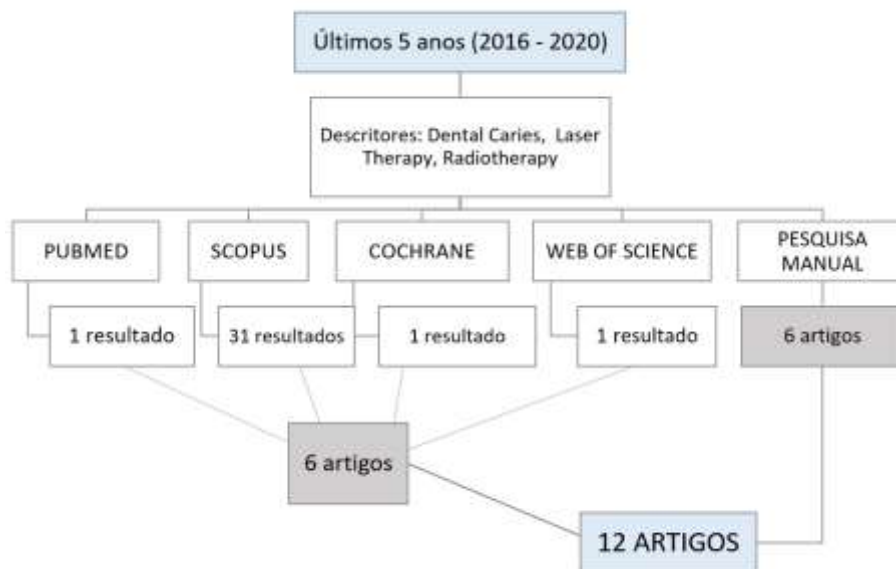 Últimos 5 anos (2016 - 2020)
Descritores: Dental Caries, Laser
Therapy, Radiotherapy
PUBMED
SCOPUS
COCHRANE
WEB OF SCIENCE
PESQUISA
MANUAL
1 resultado
31 resultados
1 resultado
1 resultado
6 artigos
6 artigos
12 ARTIGOS